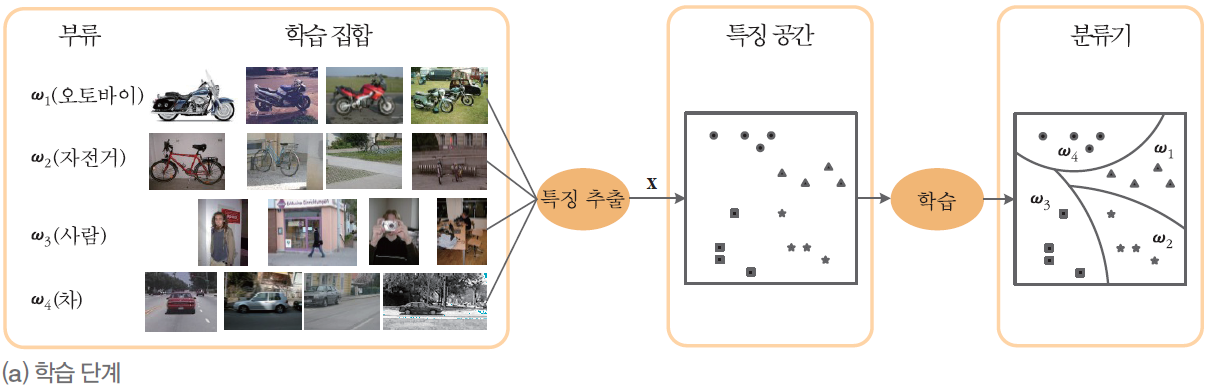 부류
학습 집합
특징 공간
분류기
ω1(오토바이)
ω2(자전거)
ω3(사람)
ω4(차)
특징 추출
x
학습
ω4
ω1
ω3
ω2
(a) 학습 단계